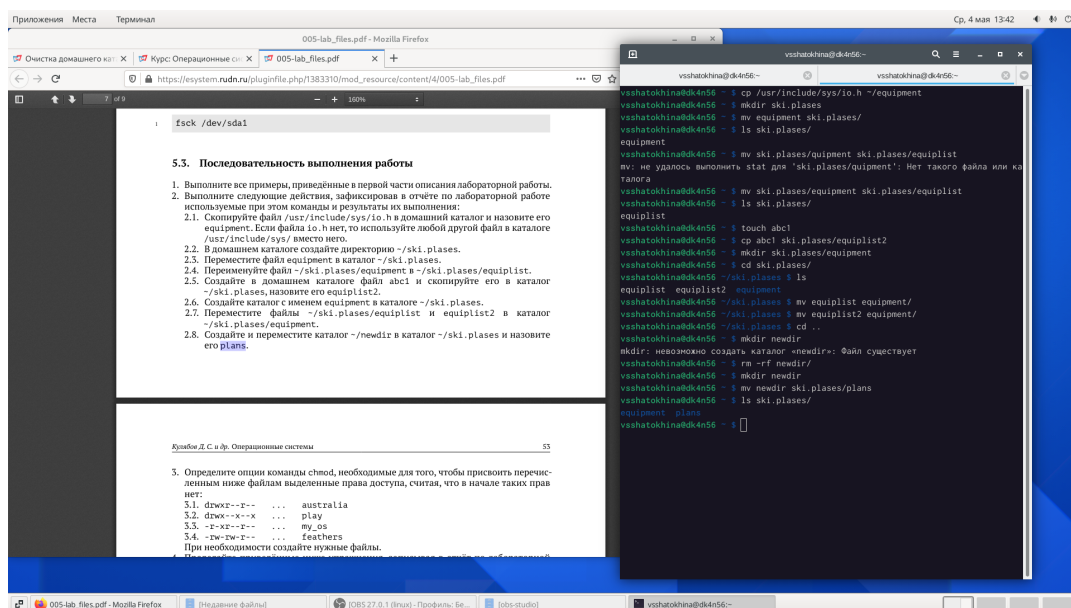 Приложения Места Терминал
Ср, 4 мая 13:42
005-lab_files.pdf - Mozilla Firefox
Очистка домашнего кат
Курс: Операционные сис
005-lab_files.pdf
https://esystem.rudn.ru/pluginfile.php/1383310/mod_resource/content/4/005-lab_files.pdf
7 of 9
160%
1 fsck /dev/sda1
5.3. Последовательность выполнения работы
1. Выполните все примеры, приведённые в первой части описания лабораторной работы.
2. Выполните следующие действия, зафиксировав в отчёте по лабораторной работе
используемые при этом команды и результаты их выполнения:
2.1. Скопируйте файл /usr/include/sys/io.h в домашний каталог и назовите его
equipment. Если файла io.h нет, то используйте любой другой файл в каталоге
/usr/include/sys/ вместо него.
2.2. В домашнем каталоге создайте директорию ~/ski.plases.
2.3. Переместите файл equipment в каталог ~/ski.plases.
2.4. Переименуйте файл ~/ski.plases/equipment в ~/ski.plases/equiplist.
2.5. Создайте в домашнем каталоге файл abc1 и скопируйте его в каталог
~/ski.plases, назовите его equiplist2.
2.6. Создайте каталог с именем equipment в каталоге ~/ski.plases.
2.7. Переместите файлы ~/ski.plases/equiplist и equiplist2 в каталог
~/ski.plases/equipment.
2.8. Создайте и переместите каталог ~/newdir в каталог ~/ski.plases и назовите
его plans.
Кулябов Д. С. и др. Операционные системы 53
3. Определите опции команды chmod, необходимые для того, чтобы присвоить перечис-
ленным ниже файлам выделенные права доступа, считая, что в начале таких прав
нет:
3.1. drwxr--r-- ... australia
3.2. drwx--x--x ... play
3.3. -r-xr--r-- ... my_os
3.4. -rw-rw-r-- ... feathers
При необходимости создайте нужные файлы.
vsshatokhina@dk4n56:~
vsshatokhina@dk4n56:~
vsshatokhina@dk4n56:~
vsshatokhina@dk4n56 ~ $ cp /usr/include/sys/io.h ~/equipment
vsshatokhina@dk4n56 ~ $ mkdir ski.plases
vsshatokhina@dk4n56 ~ $ mv equipment ski.plases/
vsshatokhina@dk4n56 ~ $ ls ski.plases/
equipment
vsshatokhina@dk4n56 ~ $ mv ski.plases/quipment ski.plases/equiplist
mv: не удалось выполнить stat для 'ski.plases/quipment': Нет такого файла или ка
талога
vsshatokhina@dk4n56 ~ $ mv ski.plases/equipment ski.plases/equiplist
vsshatokhina@dk4n56 ~ $ ls ski.plases/
equiplist
vsshatokhina@dk4n56 ~ $ touch abc1
vsshatokhina@dk4n56 ~ $ cp abc1 ski.plases/equiplist2
vsshatokhina@dk4n56 ~ $ mkdir ski.plases/equipment
vsshatokhina@dk4n56 ~ $ cd ski.plases/
vsshatokhina@dk4n56 ~/ski.plases $ ls
equiplist equiplist2 equipment
vsshatokhina@dk4n56 ~/ski.plases $ mv equiplist equipment/
vsshatokhina@dk4n56 ~/ski.plases $ mv equiplist2 equipment/
vsshatokhina@dk4n56 ~/ski.plases $ cd ..
vsshatokhina@dk4n56 ~ $ mkdir newdir
mkdir: невозможно создать каталог «newdir»: Файл существует
vsshatokhina@dk4n56 ~ $ rm -rf newdir/
vsshatokhina@dk4n56 ~ $ mkdir newdir
vsshatokhina@dk4n56 ~ $ mv newdir ski.plases/plans
vsshatokhina@dk4n56 ~ $ ls ski.plases/
equipment plans
vsshatokhina@dk4n56 ~ $
005-lab_files.pdf - Mozilla Firefox
[Недавние файлы]
[OBS 27.0.1 (linux) - Профиль: Бе...
[obs-studio]
vsshatokhina@dk4n56:~